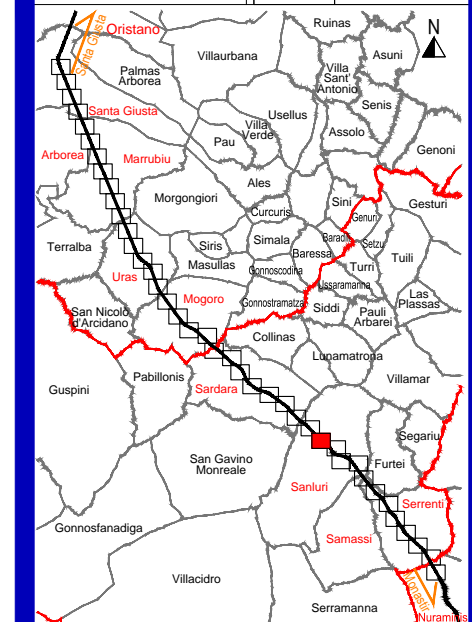 Ruinas
N
Oristano
Santa Giusta
Villaurbana
Asuni
Palmas
Arborea
Villa
Sant'
Antonio
Senis
Usellus
Santa Giusta
Villa
Verde
Assolo
Pau
Genoni
Arborea
Marrubiu
Ales
Morgongiori
Sini
Gesturi
Curcuris
Genuri
Terralba
Siris
Simala
Baradili
Setzu
Baressa
Tuili
Masullas
Gonnoscodina
Turri
Uras
Ussaramanna
Mogoro
Gonnostramatza
Las
Plassas
San Nicolò
d'Arcidano
Siddi
Pauli
Arbarei
Collinas
Lunamatrona
Pabillonis
Villamar
Guspini
Sardara
Segariu
San Gavino
Monreale
Furtei
Sanluri
Serrenti
Gonnosfanadiga
Samassi
Villacidro
Monastir
Serramanna
Nuraminis